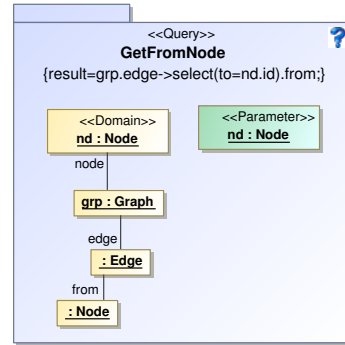 <<Query>>
GetFromNode
{result=grp.edge->select(to=nd.id).from;}
<<Domain>>
nd : Node
<<Parameter>>
nd : Node
node
grp : Graph
edge
: Edge
from
: Node
?